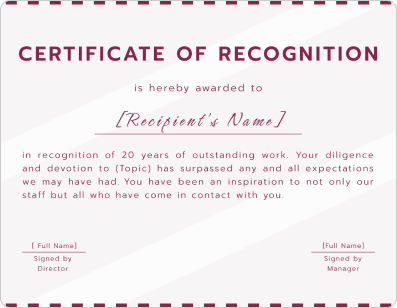 CERTIFICATE OF RECOGNITION
is hereby awarded to
[Recipient's Name]
in recognition of 20 years of outstanding work. Your diligence
and devotion to (Topic) has surpassed any and all expectations
we may have had. You have been an inspiration to not only our
staff but all who have come in contact with you.
[ Full Name]
[Full Name]
Signed by
Signed by
Director
Manager